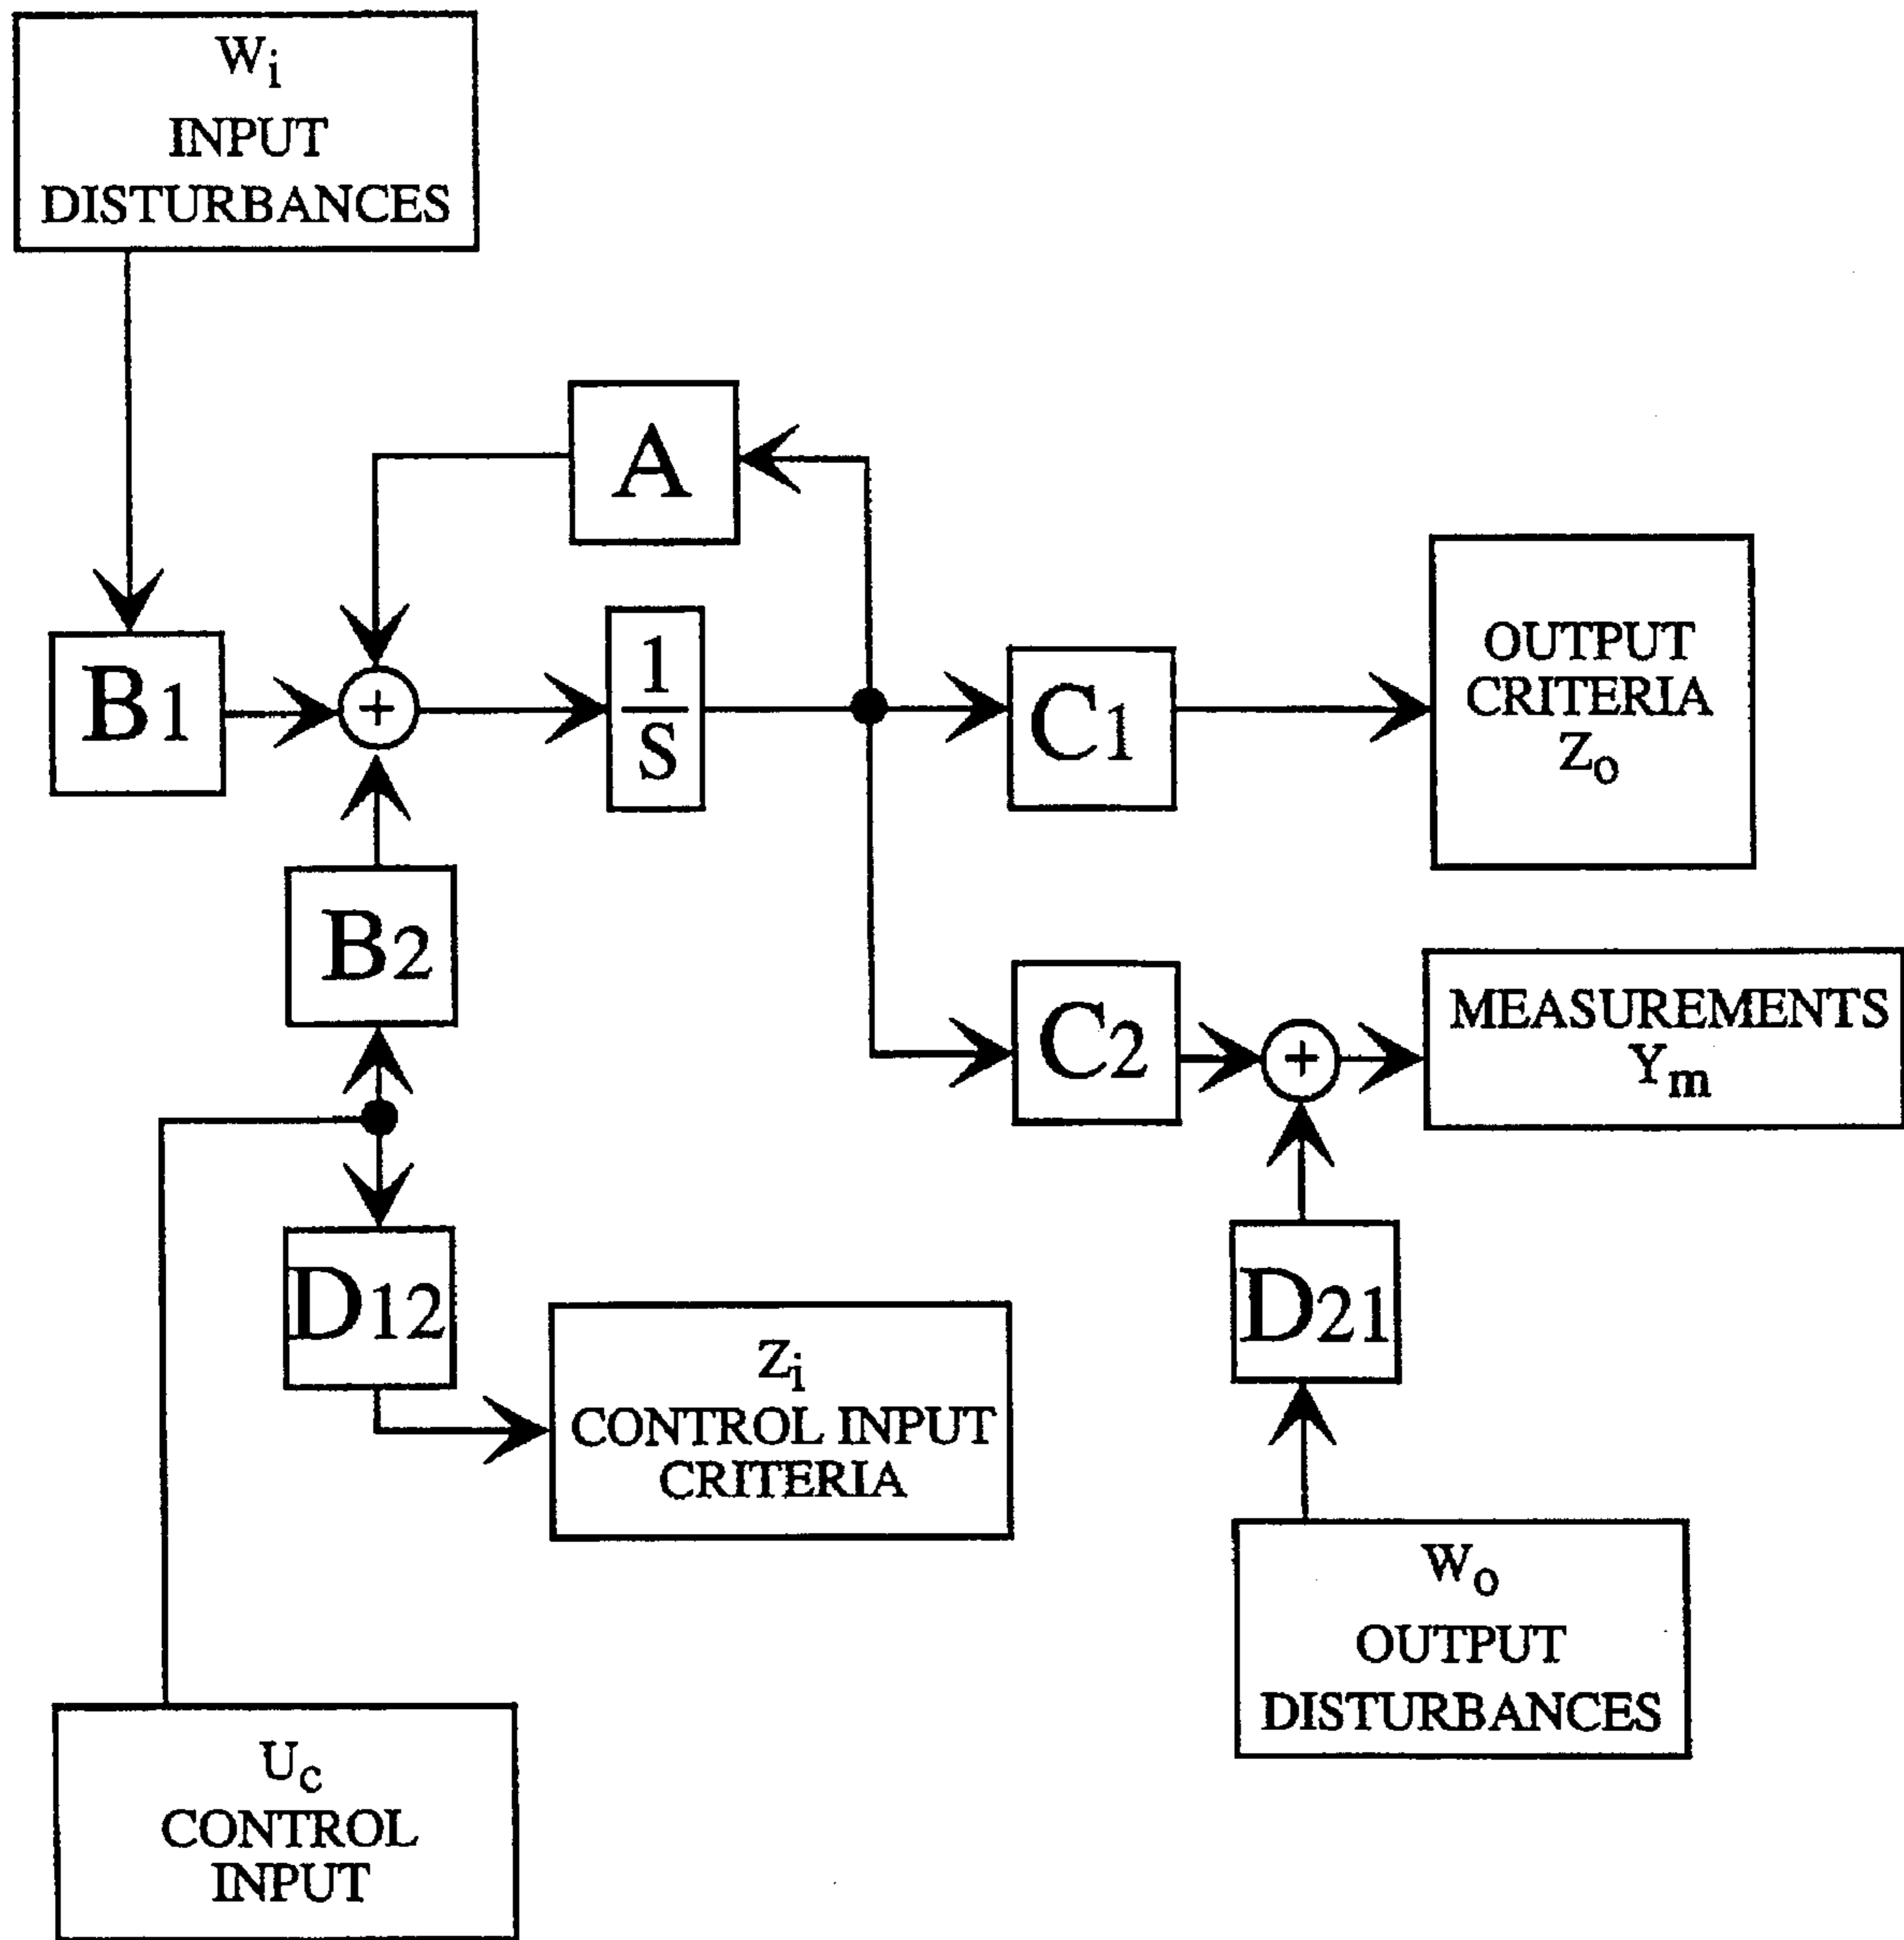 Wi
INPUT
DISTURBANCES
A
B1
+
1
S
C1
OUTPUT
CRITERIA
Zo
B2
C2
+
MEASUREMENTS
Ym
D12
D21
Zi
CONTROL INPUT
CRITERIA
Wo
OUTPUT
DISTURBANCES
Uc
CONTROL
INPUT